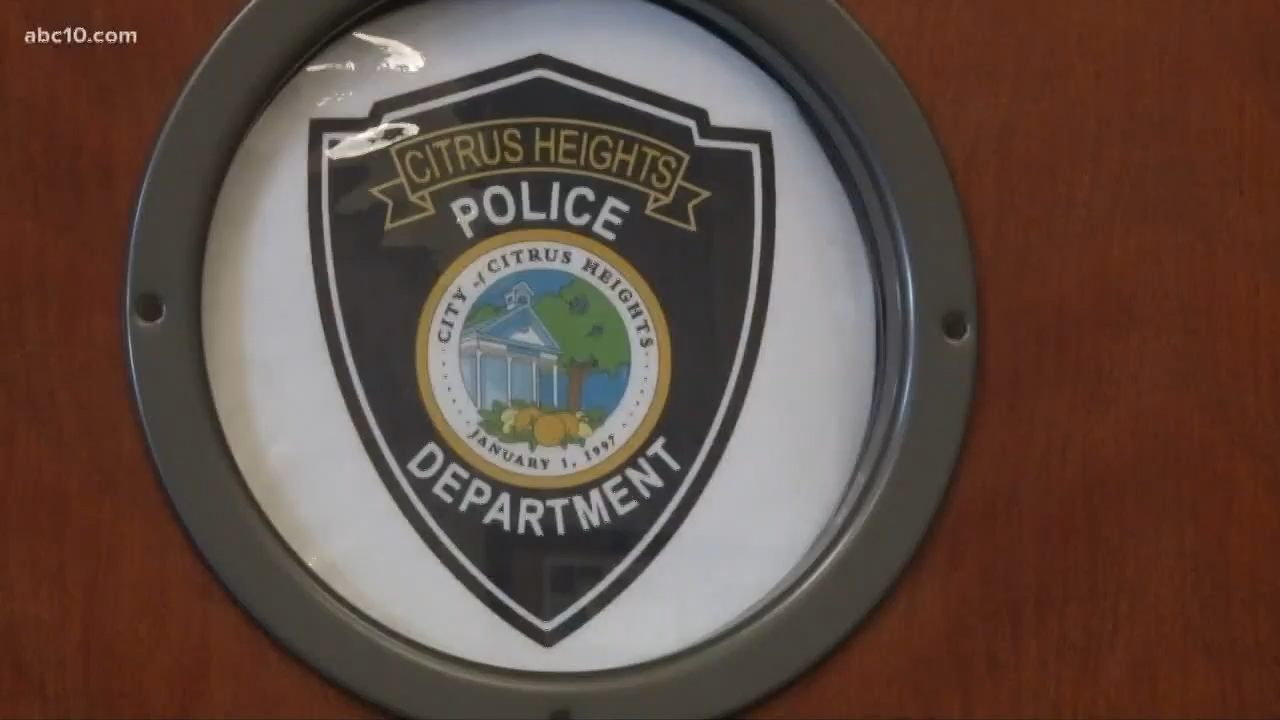 abc10.com
CITRUS HEIGHTS
POLICE
CITY of CITRUS HEIGHTS
JANUARY 1, 1997
DEPARTMENT